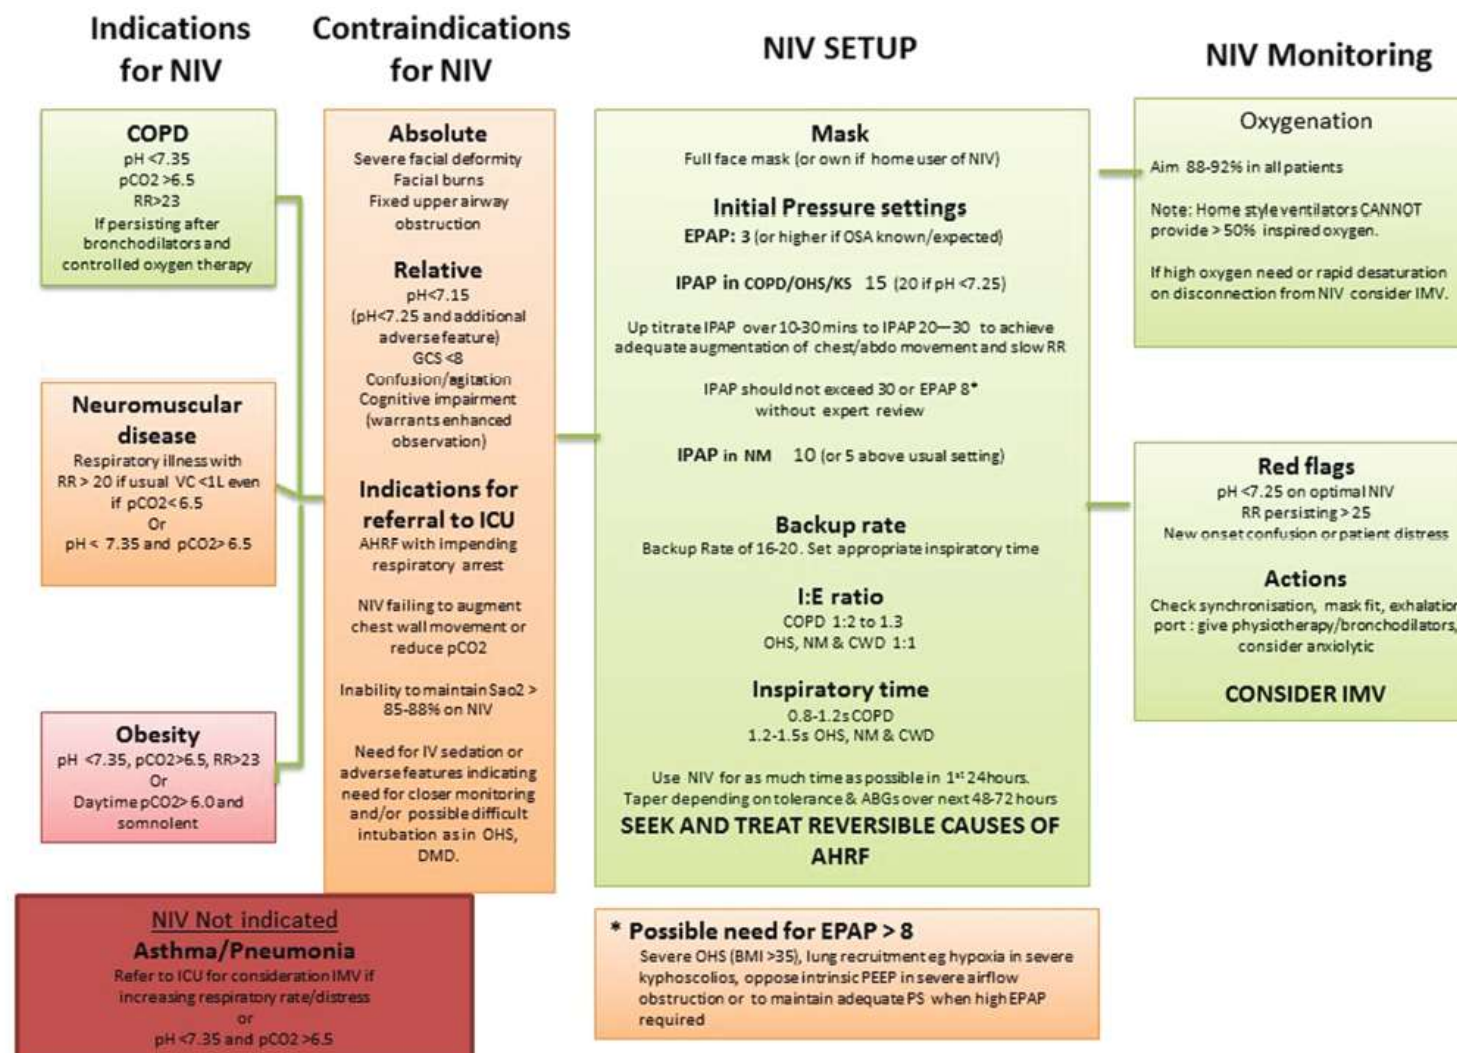 Indications
for NIV
COPD
pH <7.35
pCO2 >6.5
RR>23
If persisting after
bronchodilators and
controlled oxygen therapy
Neuromuscular
disease
Respiratory illness with
RR > 20 if usual VC <1L even
if pCO2<6.5
Or
pH < 7.35 and pCO2>6.5
Obesity
pH <7.35, pCO2>6.5, RR>23
Or
Daytime pCO2> 6.0 and
somnolent
NIV Not indicated
Asthma/Pneumonia
Refer to ICU for consideration IMV if
increasing respiratory rate/distress
or
pH <7.35 and pCO2 >6.5
Contraindications
for NIV
Absolute
Severe facial deformity
Facial burns
Fixed upper airway
obstruction
Relative
pH<7.15
(pH<7.25 and additional
adverse feature)
GCS <8
Confusion/agitation
Cognitive impairment
(warrants enhanced
observation)
Indications for
referral to ICU
AHRF with impending
respiratory arrest
NIV failing to augment
chest wall movement or
reduce pCO2
Inability to maintain Sao2 >
85-88% on NIV
Need for IV sedation or
adverse features indicating
need for closer monitoring
and/or possible difficult
intubation as in OHS,
DMD.
NIV SETUP
Mask
Full face mask (or own if home user of NIV)
Initial Pressure settings
EPAP: 3 (or higher if OSA known/expected)
IPAP in COPD/OHS/KS 15 (20 if pH <7.25)
Up titrate IPAP over 10-30 mins to IPAP 20—30 to achieve
adequate augmentation of chest/abdo movement and slow RR
IPAP should not exceed 30 or EPAP 8*
without expert review
IPAP in NM 10 (or 5 above usual setting)
Backup rate
Backup Rate of 16-20. Set appropriate inspiratory time
I:E ratio
COPD 1:2 to 1.3
OHS, NM & CWD 1:1
Inspiratory time
0.8-1.2s COPD
1.2-1.5s OHS, NM & CWD
Use NIV for as much time as possible in 1st 24hours.
Taper depending on tolerance & ABGs over next 48-72 hours
SEEK AND TREAT REVERSIBLE CAUSES OF
AHRF
* Possible need for EPAP > 8
Severe OHS (BMI >35), lung recruitment eg hypoxia in severe
kyphoscolios, oppose intrinsic PEEP in severe airflow
obstruction or to maintain adequate PS when high EPAP
required
NIV Monitoring
Oxygenation
Aim 88-92% in all patients
Note: Home style ventilators CANNOT
provide > 50% inspired oxygen.
If high oxygen need or rapid desaturation
on disconnection from NIV consider IMV.
Red flags
pH <7.25 on optimal NIV
RR persisting > 25
New onset confusion or patient distress
Actions
Check synchronisation, mask fit, exhalation
port : give physiotherapy/bronchodilators,
consider anxiolytic
CONSIDER IMV